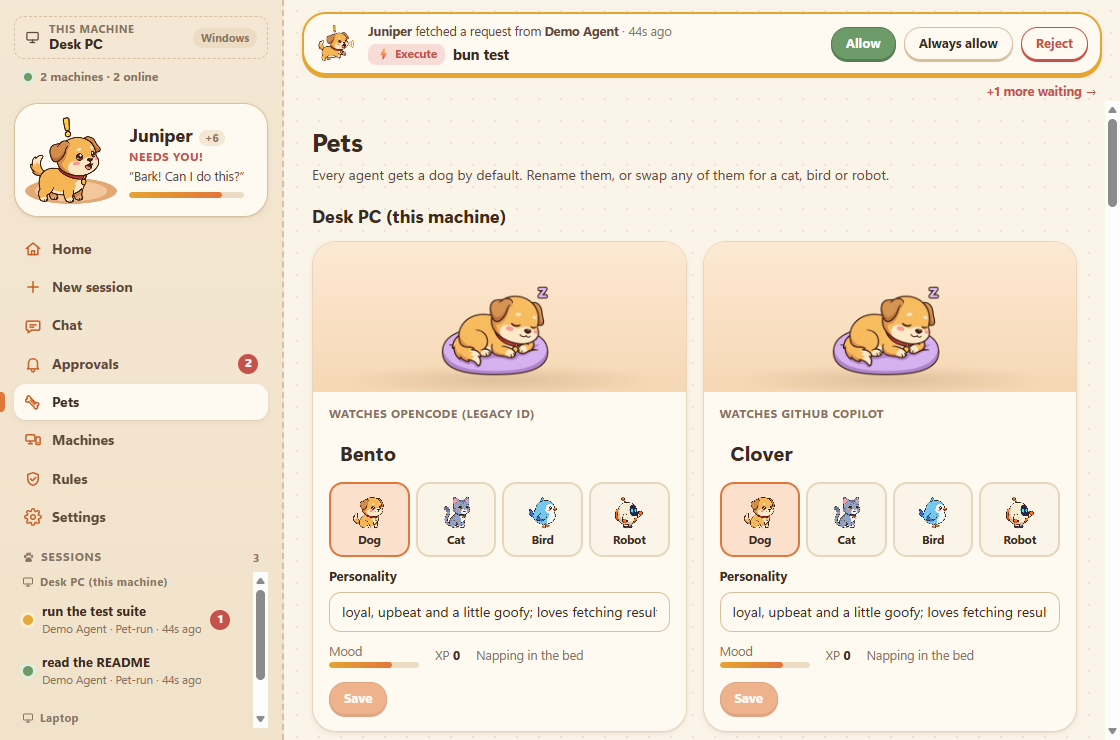 THIS MACHINE
Desk PC
Windows
2 machines · 2 online
Juniper +6
NEEDS YOU!
“Bark! Can I do this?”
Home
New session
Chat
Approvals 2
Pets
Machines
Rules
Settings
SESSIONS 3
Desk PC (this machine)
run the test suite
Demo Agent · Pet-run · 44s ago
1
read the README
Demo Agent · Pet-run · 44s ago
Laptop
Juniper fetched a request from Demo Agent · 44s ago
Execute bun test
Allow Always allow Reject
+1 more waiting →
Pets
Every agent gets a dog by default. Rename them, or swap any of them for a cat, bird or robot.
Desk PC (this machine)
Z
WATCHES OPENCODE (LEGACY ID)
Bento
Dog Cat Bird Robot
Personality
loyal, upbeat and a little goofy; loves fetching resul
Mood XP 0 Napping in the bed
Save
Z
WATCHES GITHUB COPILOT
Clover
Dog Cat Bird Robot
Personality
loyal, upbeat and a little goofy; loves fetching resul
Mood XP 0 Napping in the bed
Save